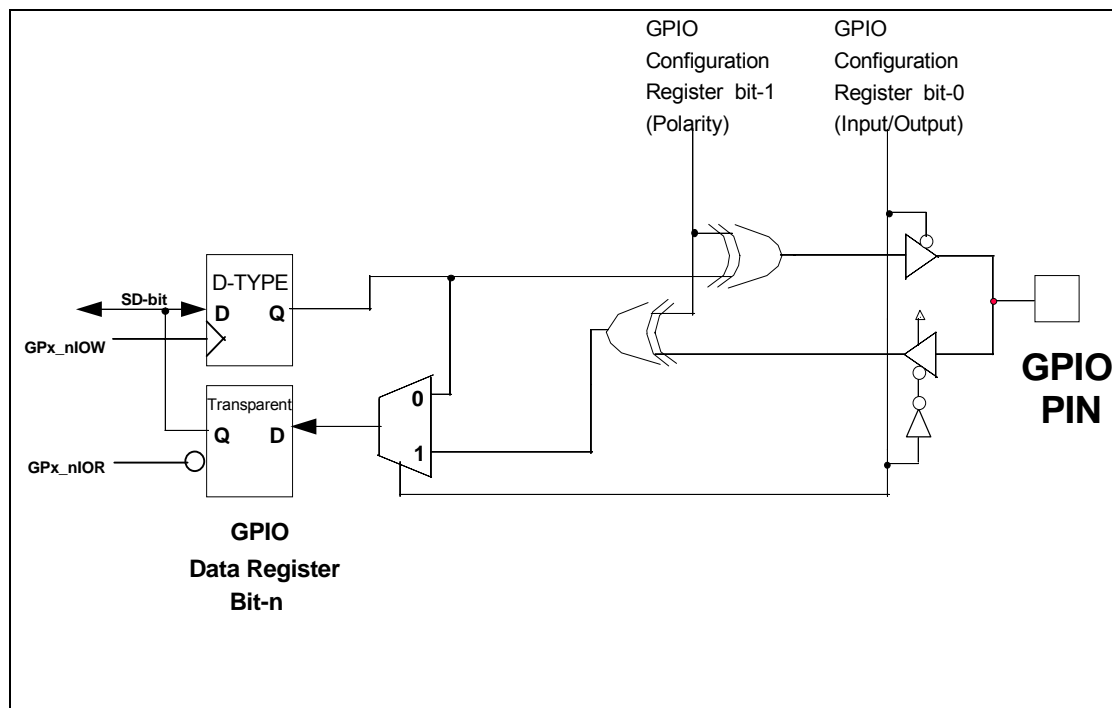 GPIO
Configuration
Register bit-1
(Polarity)
GPIO
Configuration
Register bit-0
(Input/Output)
D-TYPE
SD-bit
D
Q
GPx_nIOW
Transparent
Q
D
GPx_nIOR
0
1
GPIO
PIN
GPIO
Data Register
Bit-n